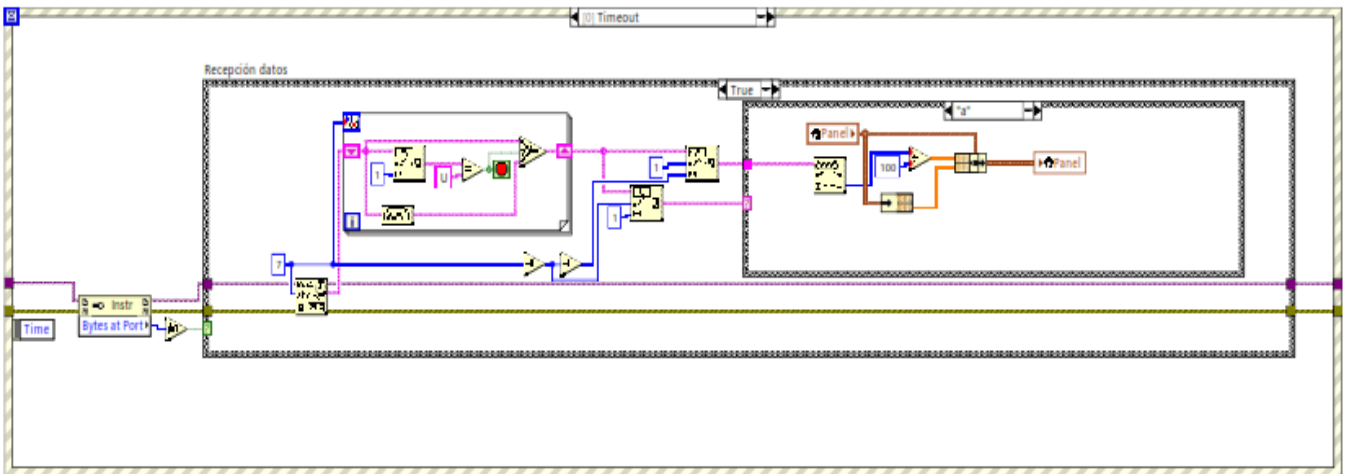 [0] Timeout
Recepción datos
True
"a"
Panel
1
U
1
100
Panel
i
1
7
Instr
Bytes at Port
Time